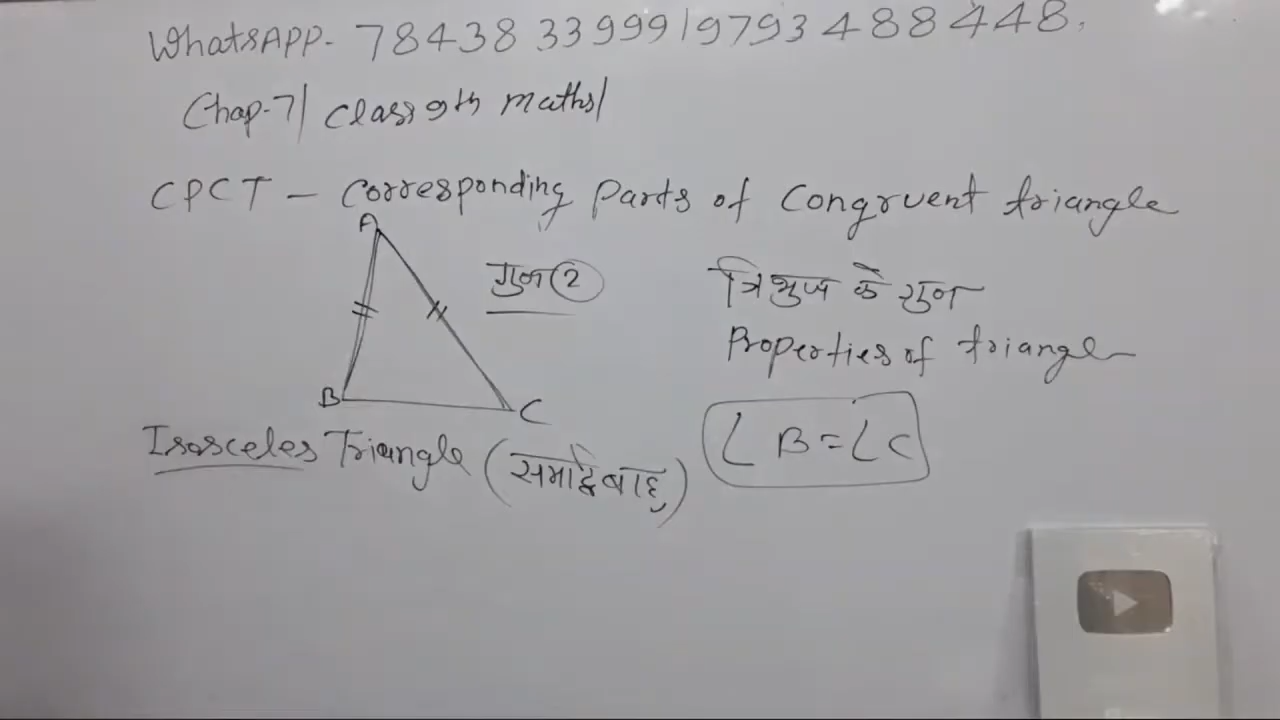 WhatsAPP- 7843833999/9793488448,
Chap-7/ Class 9th maths/
CPCT - Corresponding Parts of Congruent triangle
A
गुन 2
त्रिभुज के गुन
Properties of triangle
B
C
∠B=∠C
Isosceles Triangle (समद्विबाहु)